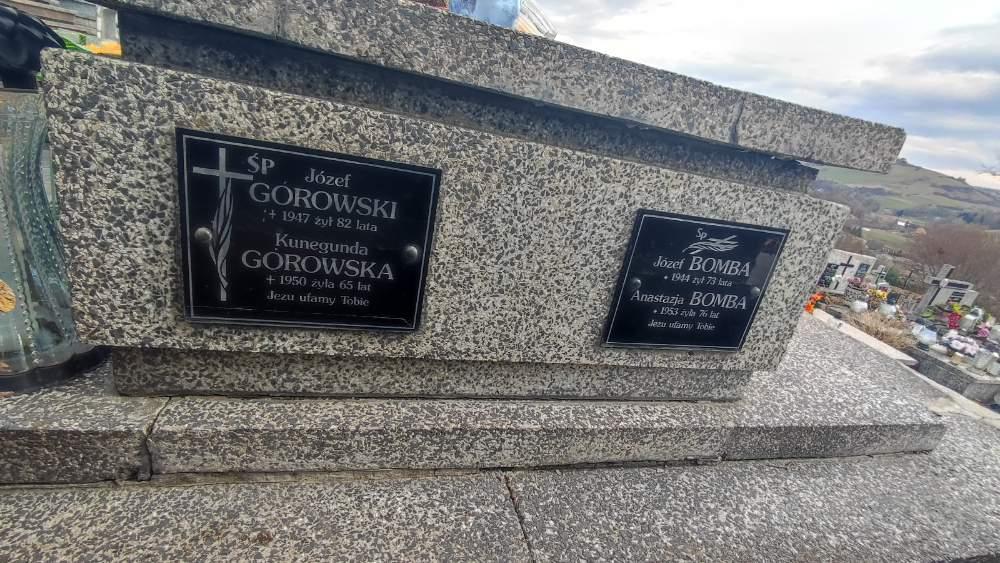 ŚP
Józef
GÓROWSKI
+ 1947 żył 82 lata
Kunegunda
GÓROWSKA
+ 1950 żyła 65 lat
Jezu ufamy Tobie
Śp
Józef BOMBA
+ 1944 żył 73 lata
Anastazja BOMBA
+ 1953 żyła 76 lat
Jezu ufamy Tobie